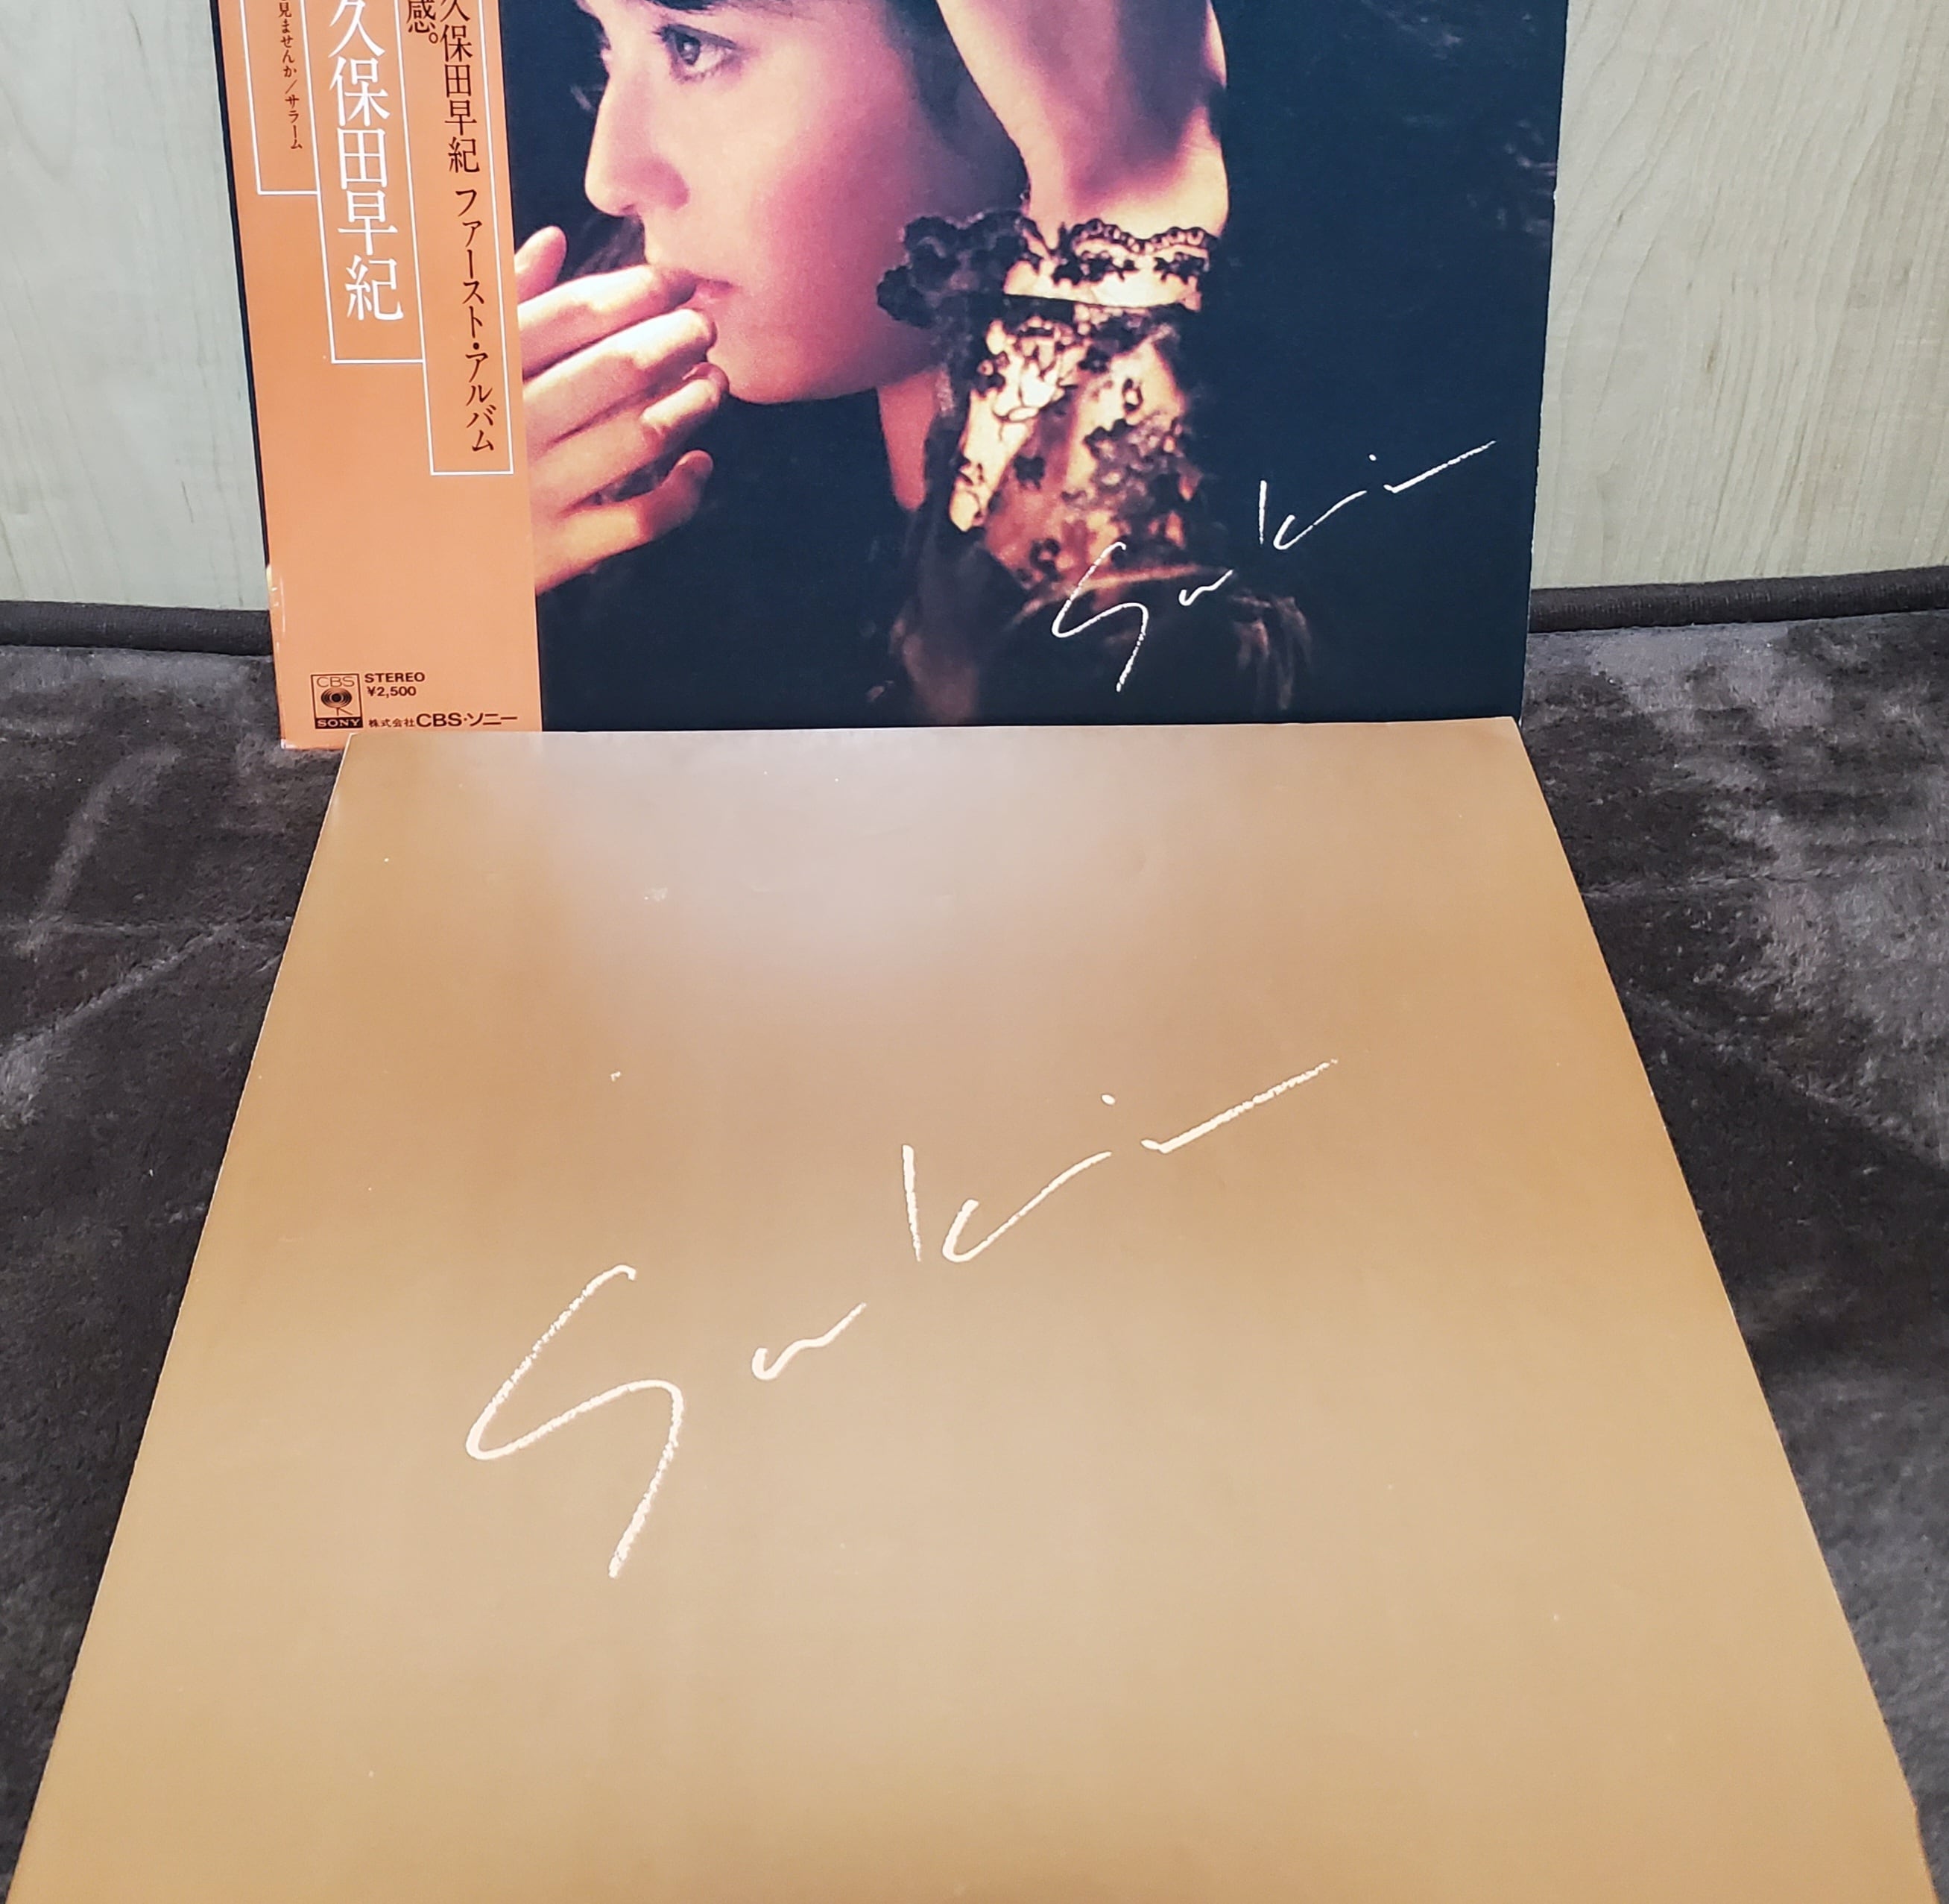 感。
久保田早紀 ファースト・アルバム
久保田早紀
見ませんか/サラーム
Saki
CBS
SONY
STEREO
¥2,500
株式会社CBS・ソニー
Saki